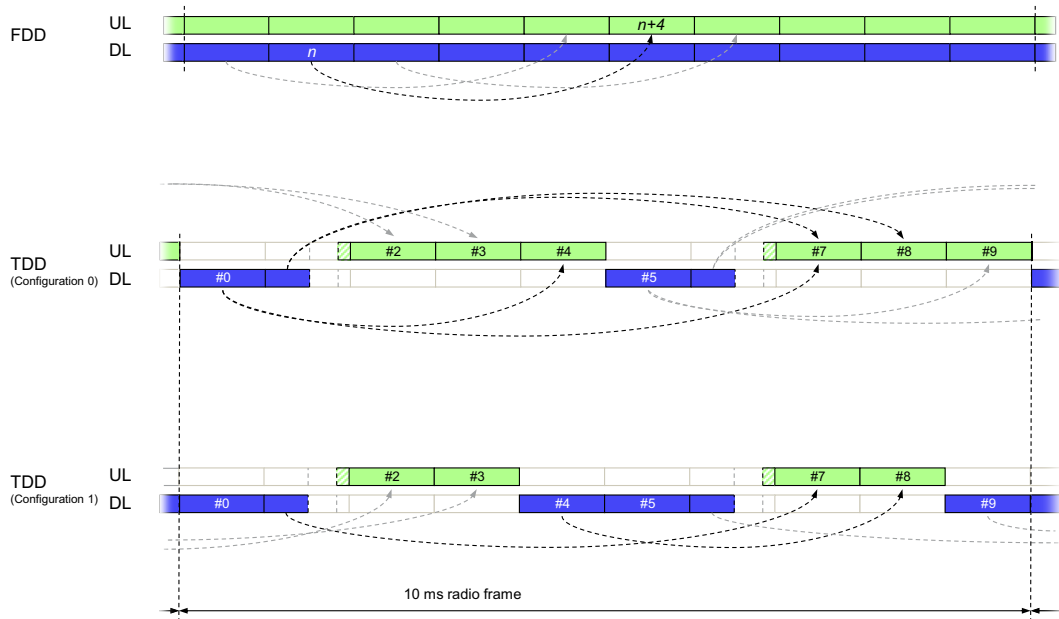 FDD
UL
n+4
DL
n
TDD
(Configuration 0)
UL
#2 #3 #4 #7 #8 #9
DL
#0 #5
TDD
(Configuration 1)
UL
#2 #3 #7 #8
DL
#0 #4 #5 #9
10 ms radio frame